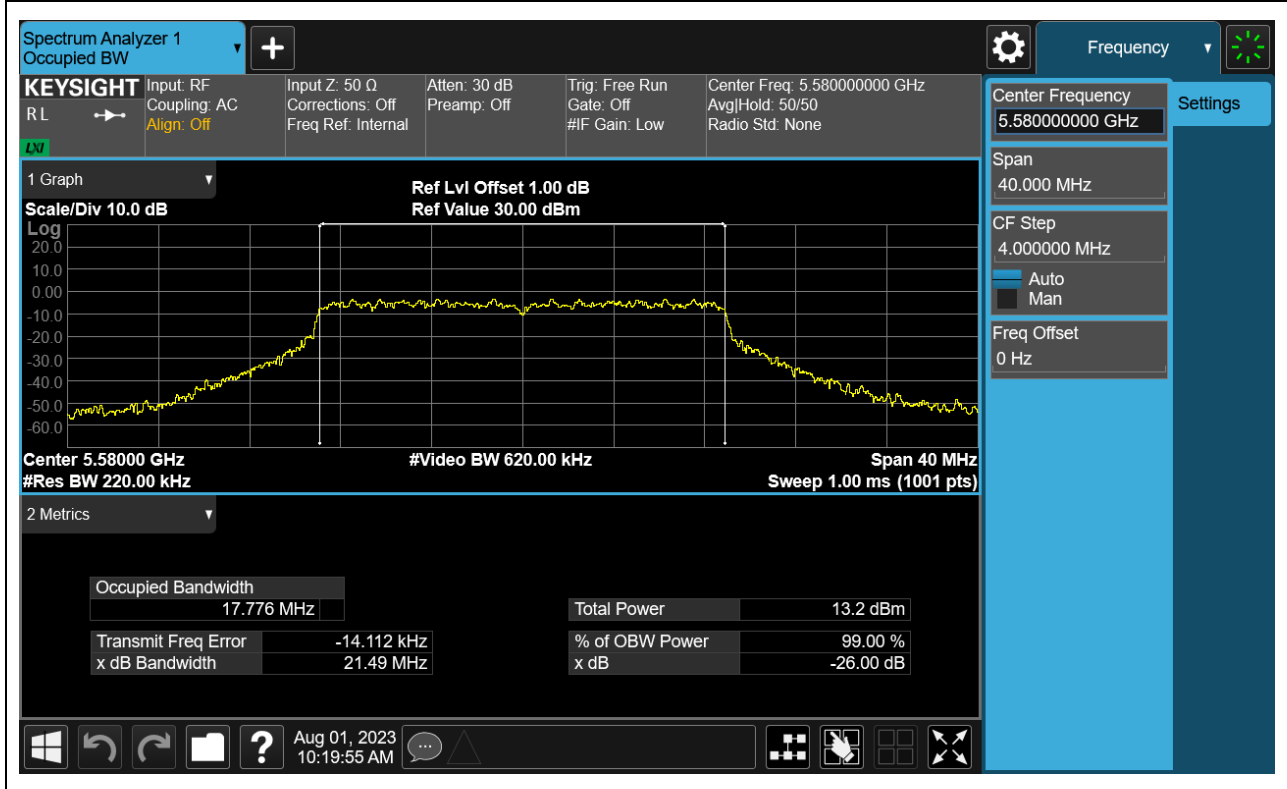 Spectrum Analyzer 1
Occupied BW
Frequency
KEYSIGHT
R L
LXI
Input: RF
Coupling: AC
Align: Off
Input Z: 50 Ω
Corrections: Off
Freq Ref: Internal
Atten: 30 dB
Preamp: Off
Trig: Free Run
Gate: Off
#IF Gain: Low
Center Freq: 5.580000000 GHz
Avg|Hold: 50/50
Radio Std: None
Center Frequency
5.580000000 GHz
Settings
Span
40.000 MHz
CF Step
4.000000 MHz
Auto
Man
Freq Offset
0 Hz
1 Graph
Scale/Div 10.0 dB
Ref Lvl Offset 1.00 dB
Ref Value 30.00 dBm
Log
20.0
10.0
0.00
-10.0
-20.0
-30.0
-40.0
-50.0
-60.0
Center 5.58000 GHz
#Video BW 620.00 kHz
Span 40 MHz
#Res BW 220.00 kHz
Sweep 1.00 ms (1001 pts)
2 Metrics
Occupied Bandwidth
17.776 MHz
Total Power 13.2 dBm
Transmit Freq Error -14.112 kHz
% of OBW Power 99.00 %
x dB Bandwidth 21.49 MHz
x dB -26.00 dB
?
Aug 01, 2023
10:19:55 AM